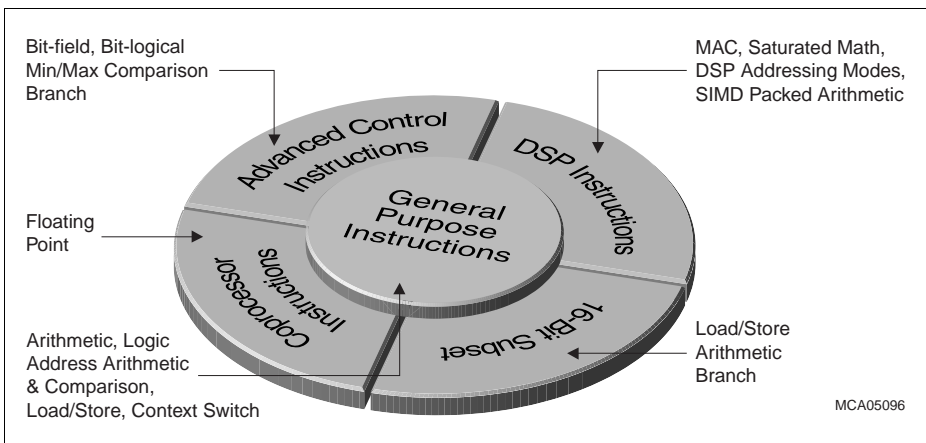 Bit-field, Bit-logical
Min/Max Comparison
Branch
MAC, Saturated Math,
DSP Addressing Modes,
SIMD Packed Arithmetic
Advanced Control
Instructions
DSP Instructions
General
Purpose
Instructions
Floating
Point
Coprocessor
Instructions
16-Bit Subset
Arithmetic, Logic
Address Arithmetic
& Comparison,
Load/Store, Context Switch
Load/Store
Arithmetic
Branch
MCA05096